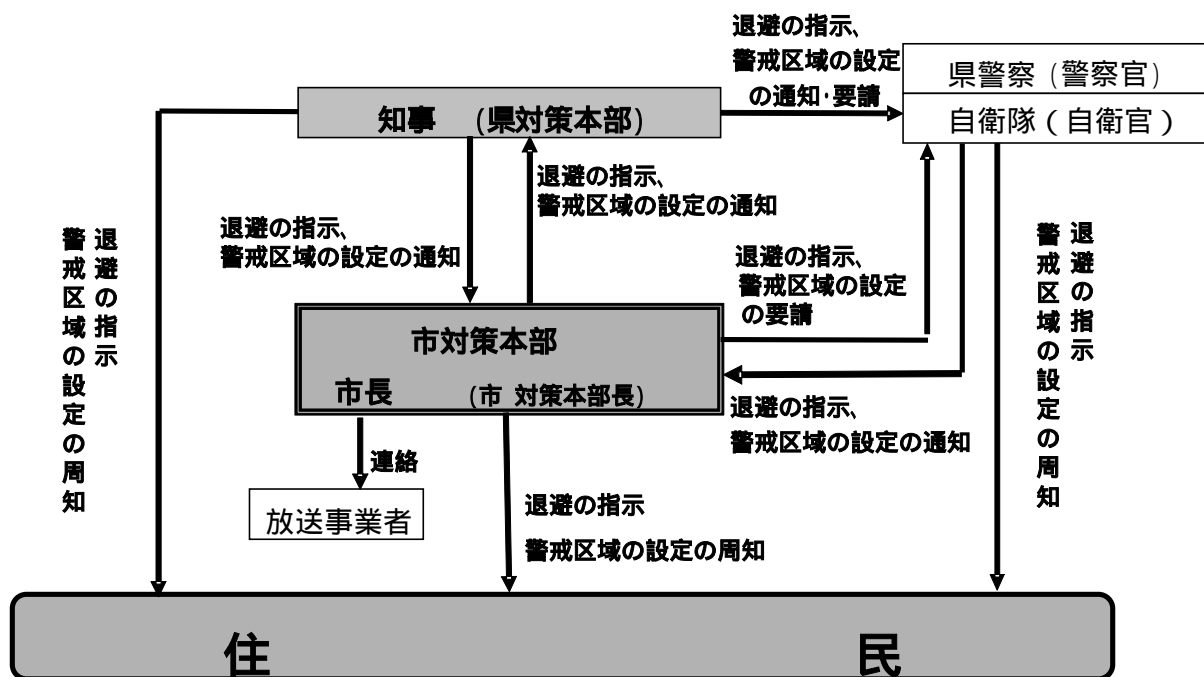 退避の指示、
警戒区域の設定
の通知・要請
県警察(警察官)
自衛隊(自衛官)
知事 (県対策本部)
退避の指示、
警戒区域の設定の通知
退避の指示、
警戒区域の設定の通知
退避の指示
警戒区域の設定の周知
退避の指示、
警戒区域の設定
の要請
退避の指示
警戒区域の設定の周知
市対策本部
市長 (市 対策本部長)
退避の指示、
警戒区域の設定の通知
連絡
放送事業者
退避の指示
警戒区域の設定の周知
住 民